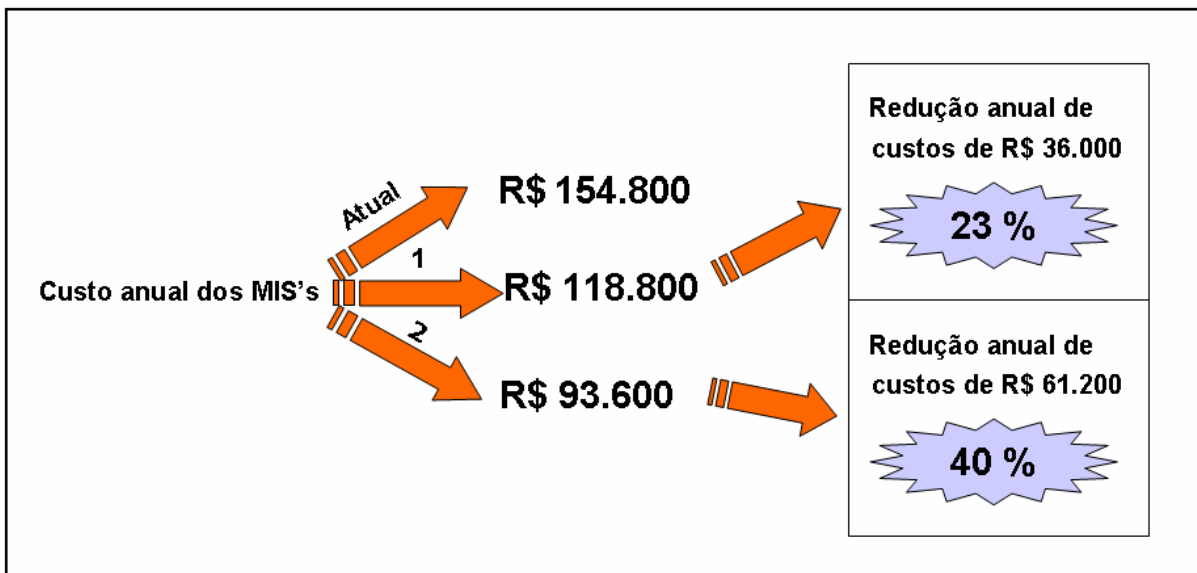 Custo anual dos MIS's
Atual
R$ 154.800
1
R$ 118.800
2
R$ 93.600
Redução anual de
custos de R$ 36.000
23 %
Redução anual de
custos de R$ 61.200
40 %